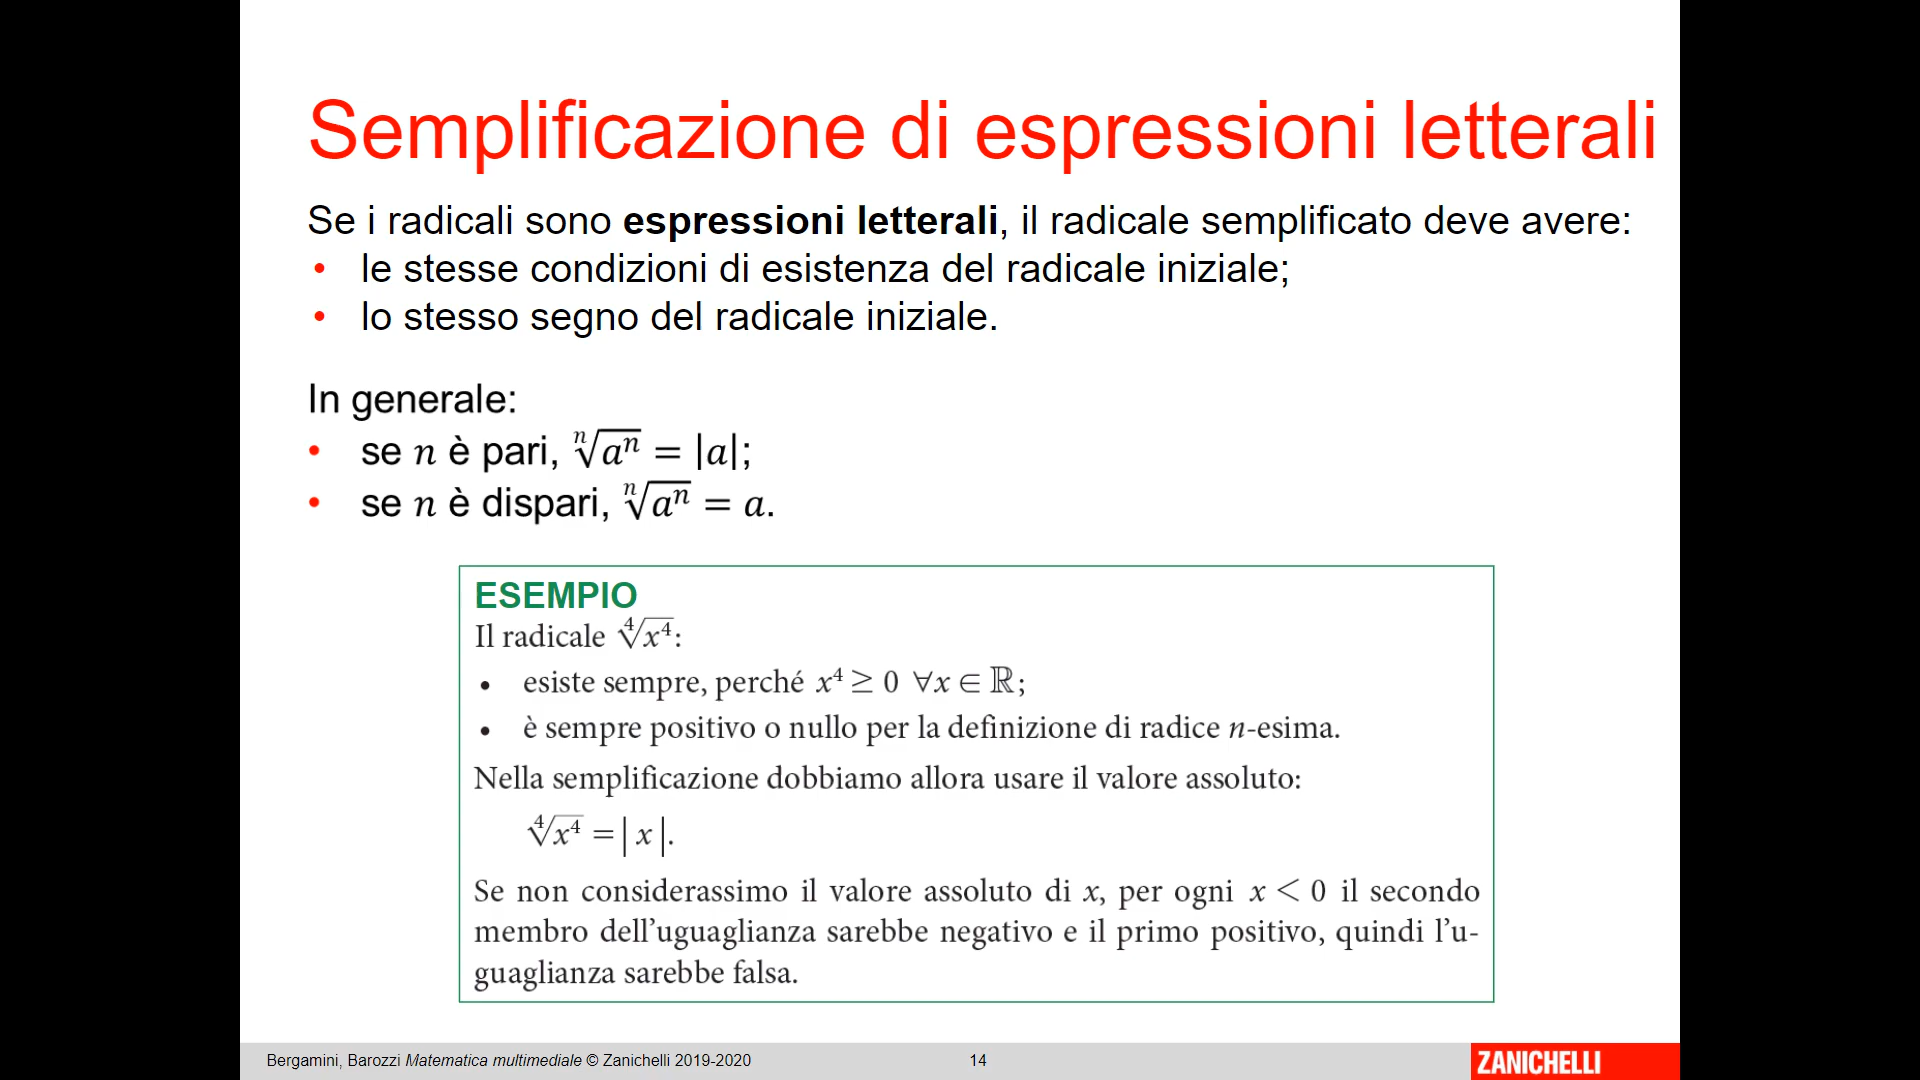 Semplificazione di espressioni letterali
Se i radicali sono espressioni letterali, il radicale semplificato deve avere:
• le stesse condizioni di esistenza del radicale iniziale;
• lo stesso segno del radicale iniziale.
In generale:
• se n è pari, ⁿ√aⁿ = |a|;
• se n è dispari, ⁿ√aⁿ = a.
ESEMPIO
Il radicale ⁴√x⁴:
• esiste sempre, perché x⁴ ≥ 0 ∀x ∈ ℝ;
• è sempre positivo o nullo per la definizione di radice n-esima.
Nella semplificazione dobbiamo allora usare il valore assoluto:
⁴√x⁴ = | x |.
Se non considerassimo il valore assoluto di x, per ogni x < 0 il secondo
membro dell'uguaglianza sarebbe negativo e il primo positivo, quindi l'u-
guaglianza sarebbe falsa.
Bergamini, Barozzi Matematica multimediale © Zanichelli 2019-2020
14
ZANICHELLI